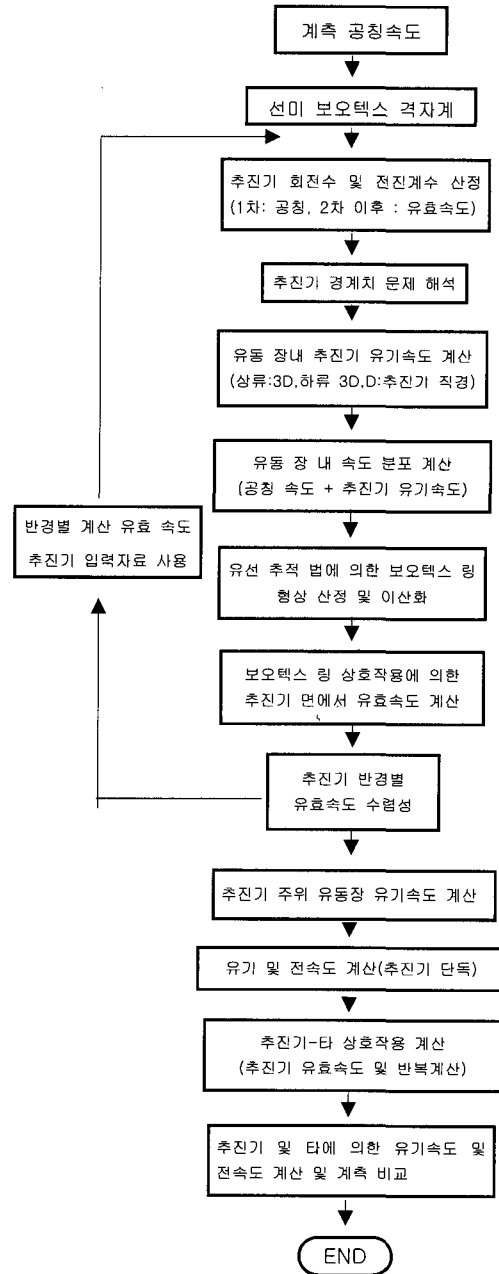 계측 공칭속도
선미 보오텍스 격자계
추진기 회전수 및 전진계수 산정
(1차: 공칭, 2차 이후 : 유효속도)
추진기 경계치 문제 해석
유동 장내 추진기 유기속도 계산
(상류:3D,하류 3D,D:추진기 직경)
유동 장 내 속도 분포 계산
(공칭 속도 + 추진기 유기속도)
반경별 계산 유효 속도
추진기 입력자료 사용
유선 추적 법에 의한 보오텍스 링
형상 산정 및 이산화
보오텍스 링 상호작용에 의한
추진기 면에서 유효속도 계산
추진기 반경별
유효속도 수렴성
추진기 주위 유동장 유기속도 계산
유기 및 전속도 계산(추진기 단독)
추진기-타 상호작용 계산
(추진기 유효속도 및 반복계산)
추진기 및 타에 의한 유기속도 및
전속도 계산 및 계측 비교
END